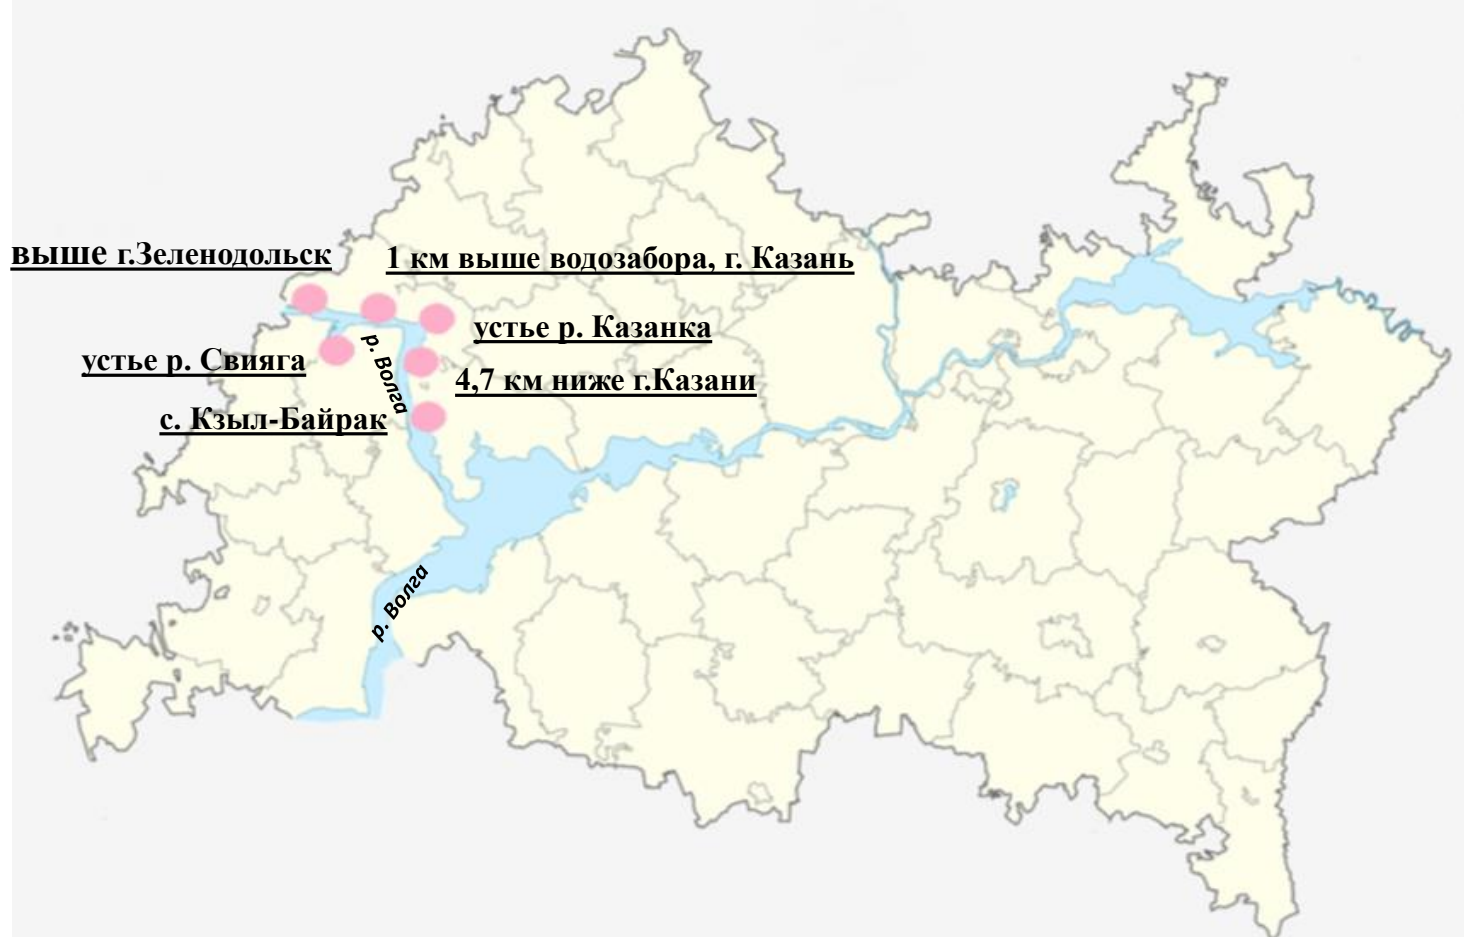 выше г.Зеленодольск
1 км выше водозабора, г. Казань
устье р. Казанка
устье р. Свияга
р. Волга
4,7 км ниже г.Казани
с. Кзыл-Байрак
р. Волга